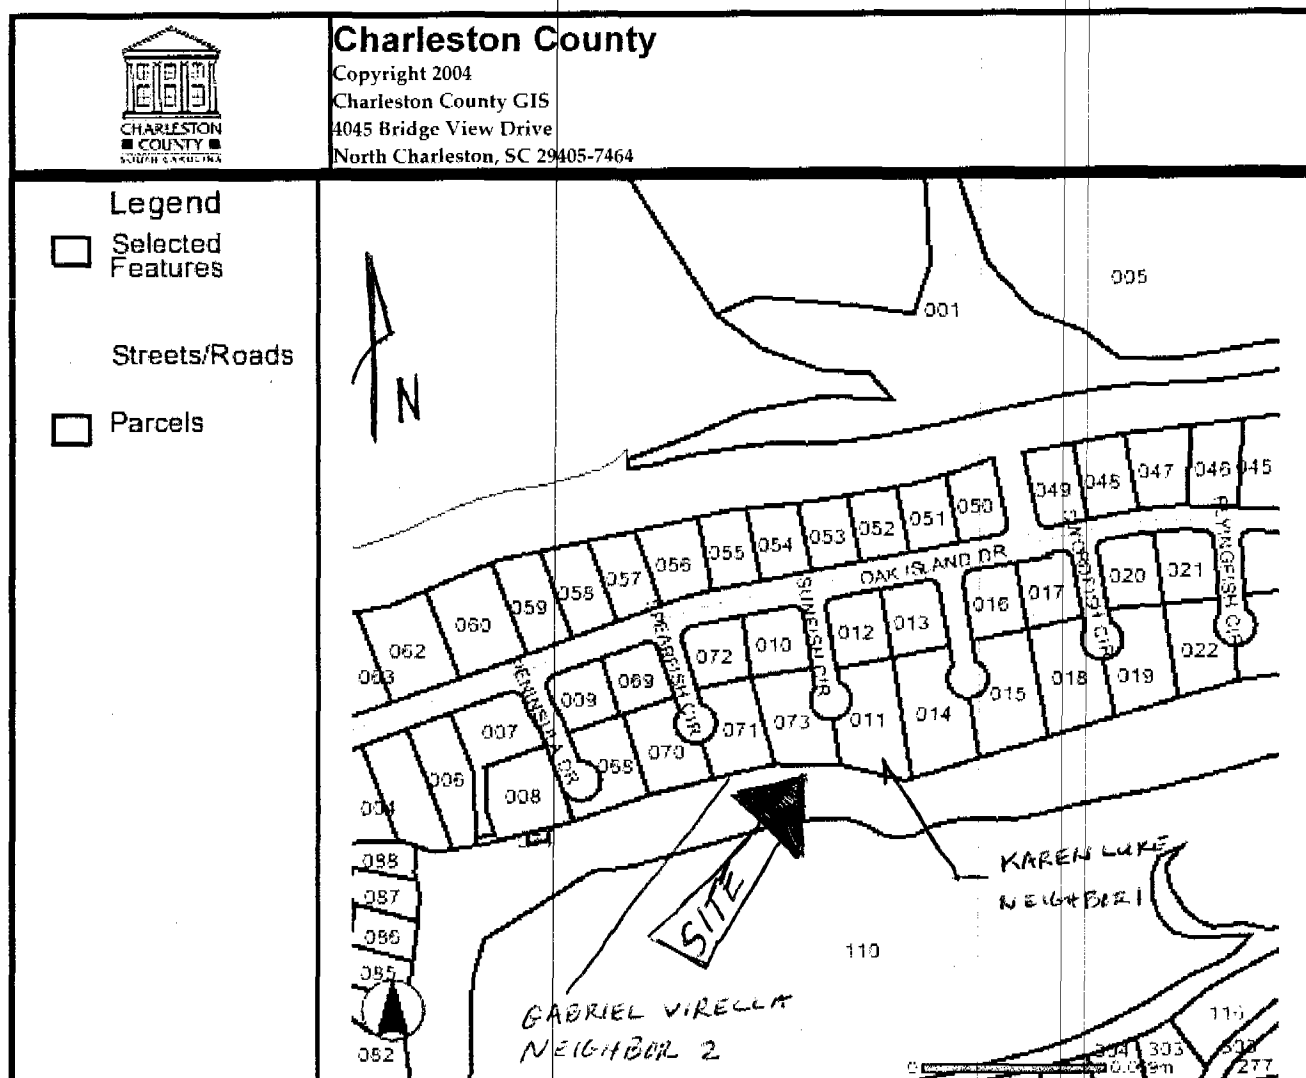 Charleston County
Copyright 2004
Charleston County GIS
4045 Bridge View Drive
North Charleston, SC 29405-7464
CHARLESTON
COUNTY
SOUTH CAROLINA
Legend
Selected
Features
Streets/Roads
Parcels
N
005
001
045
046
047
048
049
050
051
052
053
054
055
056
057
058
059
060
062
063
OAK ISLAND DR
FLYINGFISH CIR
SUNFISH CIR
SPEARFISH CIR
PENINSULA DR
021
020
017
016
013
012
010
072
069
009
007
022
019
018
015
014
011
073
071
070
068
008
006
004
088
087
086
085
082
SITE
KAREN LUKE
NEIGHBOR 1
110
GABRIEL VIRELLA
NEIGHBOR 2
304
303
277
0